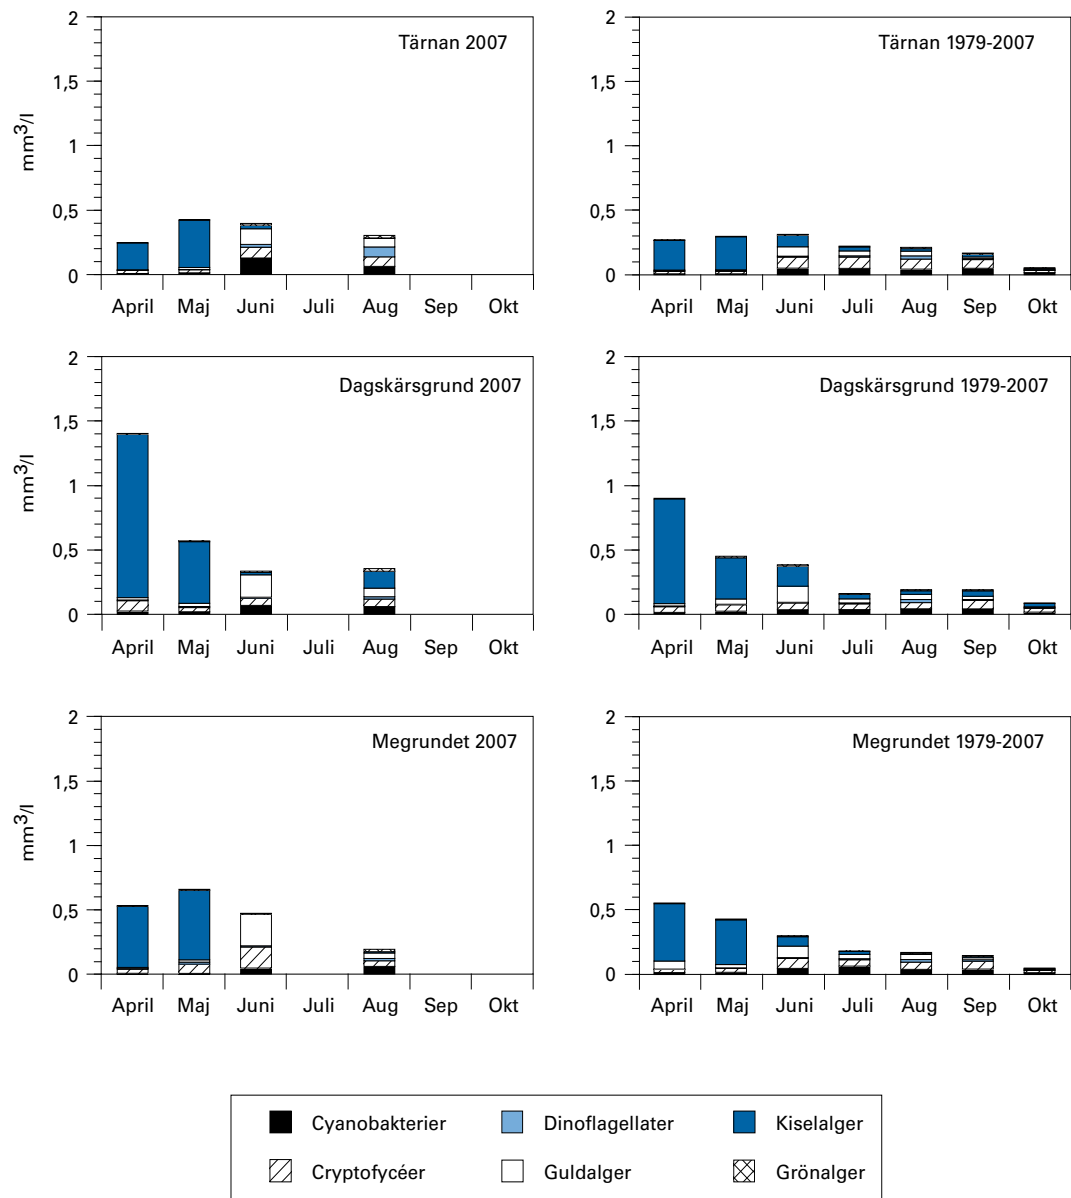 Tärnan 2007
2
1,5
1
0,5
0
mm³/l
April Maj Juni Juli Aug Sep Okt
Tärnan 1979-2007
2
1,5
1
0,5
0
April Maj Juni Juli Aug Sep Okt
Dagskärsgrund 2007
2
1,5
1
0,5
0
mm³/l
April Maj Juni Juli Aug Sep Okt
Dagskärsgrund 1979-2007
2
1,5
1
0,5
0
April Maj Juni Juli Aug Sep Okt
Megrundet 2007
2
1,5
1
0,5
0
mm³/l
April Maj Juni Juli Aug Sep Okt
Megrundet 1979-2007
2
1,5
1
0,5
0
April Maj Juni Juli Aug Sep Okt
Cyanobakterier Dinoflagellater Kiselalger
Cryptofycéer Guldalger Grönalger